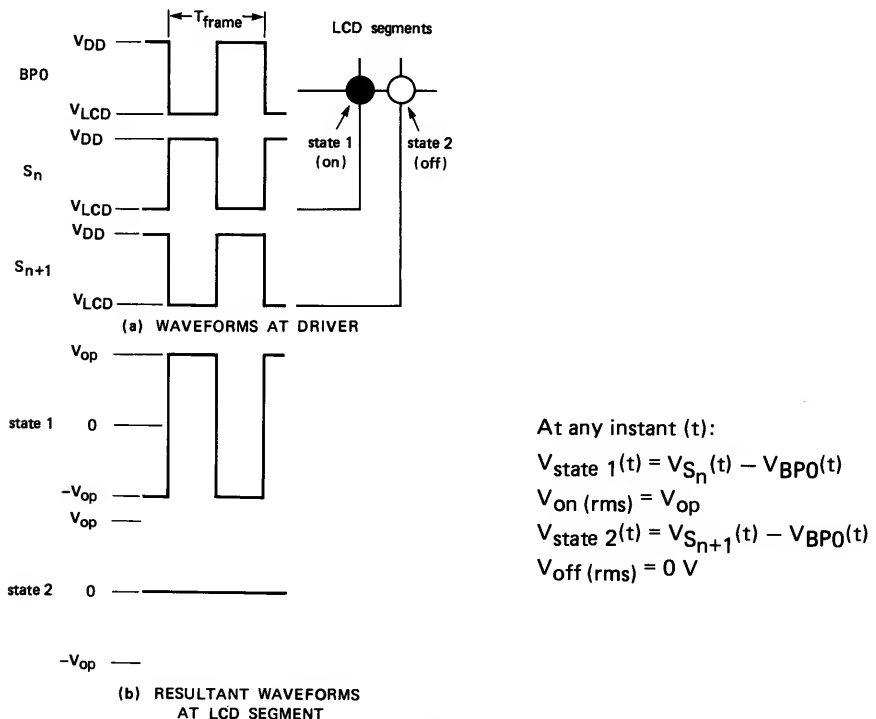 T_frame
LCD segments
V_DD
BP0
V_LCD
state 1
(on)
state 2
(off)
V_DD
S_n
V_LCD
V_DD
S_n+1
V_LCD
(a) WAVEFORMS AT DRIVER
V_op
state 1 0
−V_op
V_op
state 2 0
−V_op
(b) RESULTANT WAVEFORMS
AT LCD SEGMENT
At any instant (t):
V_state 1(t) = V_S_n(t) − V_BP0(t)
V_on (rms) = V_op
V_state 2(t) = V_S_n+1(t) − V_BP0(t)
V_off (rms) = 0 V